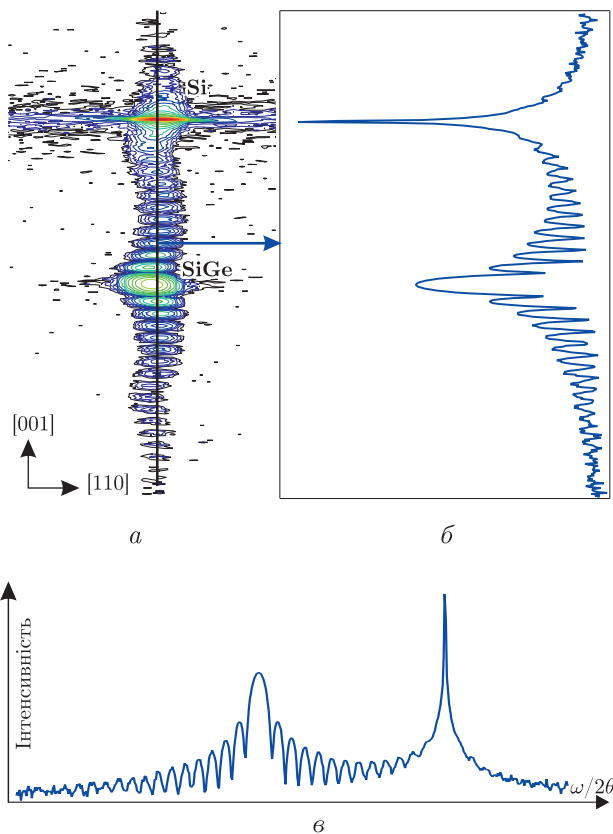 Si
SiGe
[001]
[110]
а
б
Інтенсивність
ω/2θ
в